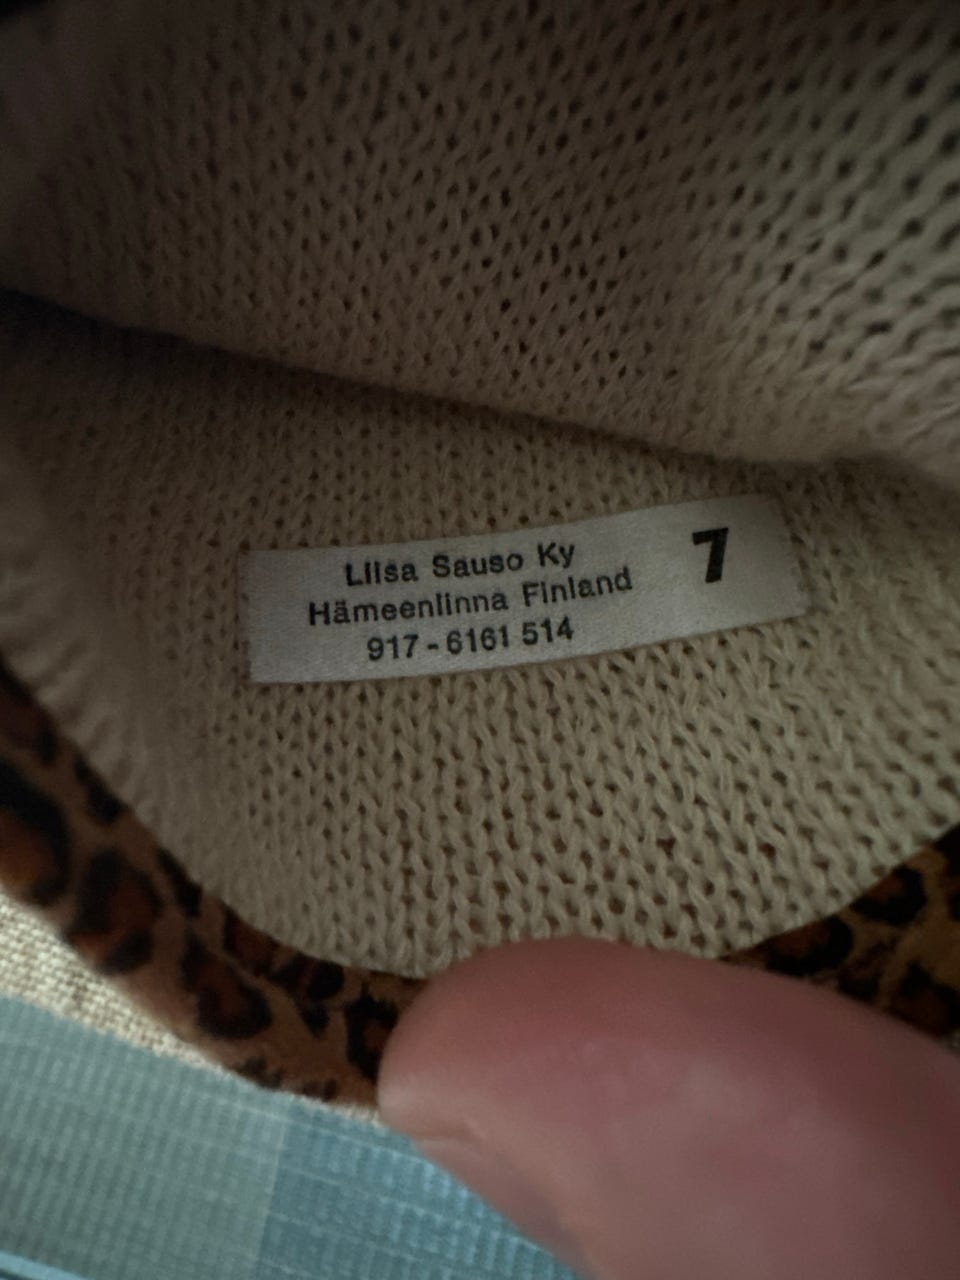 Liisa Sauso Ky
Hämeenlinna Finland
917-6161 514
7